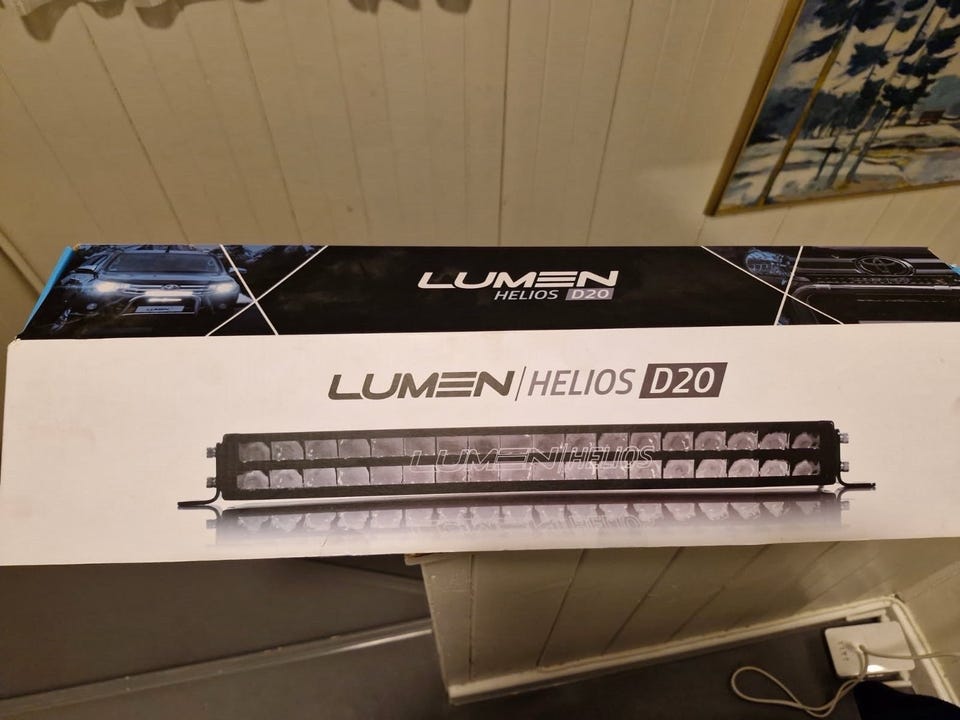 LUMEN
HELIOS D20
LUMEN | HELIOS D20
LUMEN | HELIOS